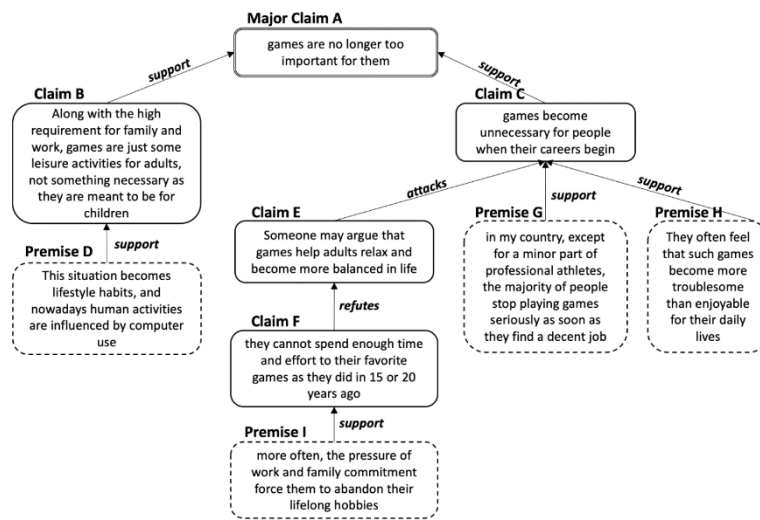 Major Claim A
games are no longer too
important for them
support
support
Claim B
Along with the high
requirement for family and
work, games are just some
leisure activities for adults,
not something necessary as
they are meant to be for
children
Claim C
games become
unnecessary for people
when their careers begin
attacks
support
support
Premise D
support
This situation becomes
lifestyle habits, and
nowadays human activities
are influenced by computer
use
Claim E
Someone may argue that
games help adults relax and
become more balanced in life
Premise G
in my country, except
for a minor part of
professional athletes,
the majority of people
stop playing games
seriously as soon as
they find a decent job
Premise H
They often feel
that such games
become more
troublesome
than enjoyable
for their daily
lives
refutes
Claim F
they cannot spend enough time
and effort to their favorite
games as they did in 15 or 20
years ago
support
Premise I
more often, the pressure of
work and family commitment
force them to abandon their
lifelong hobbies